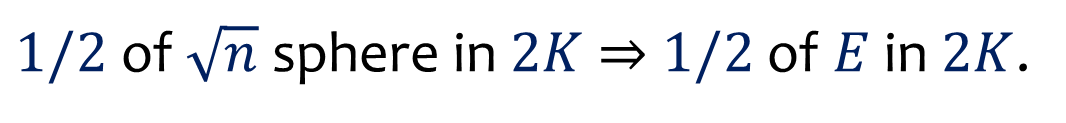 1/2 of √n sphere in 2K ⇒ 1/2 of E in 2K.